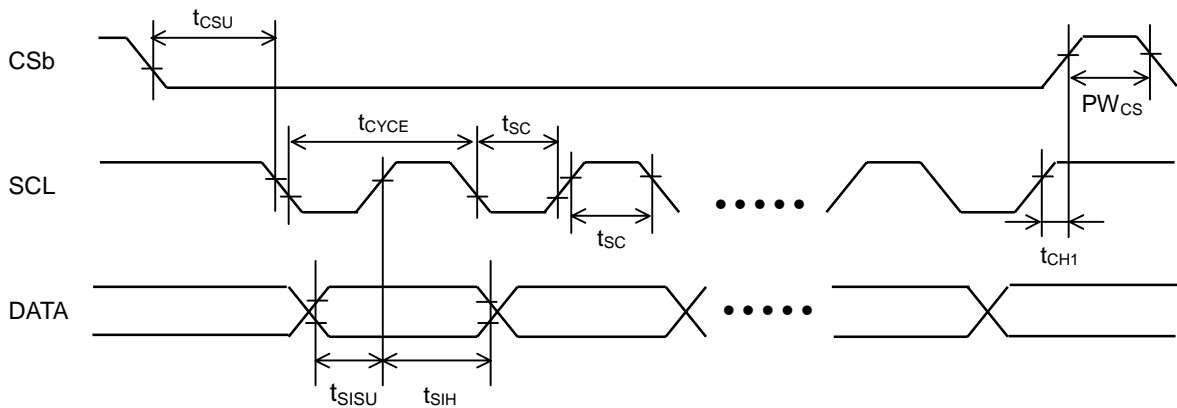 tCSU
CSb
PWCS
tCYCE
tSC
SCL
tSC
tCH1
DATA
tSISU
tSIH